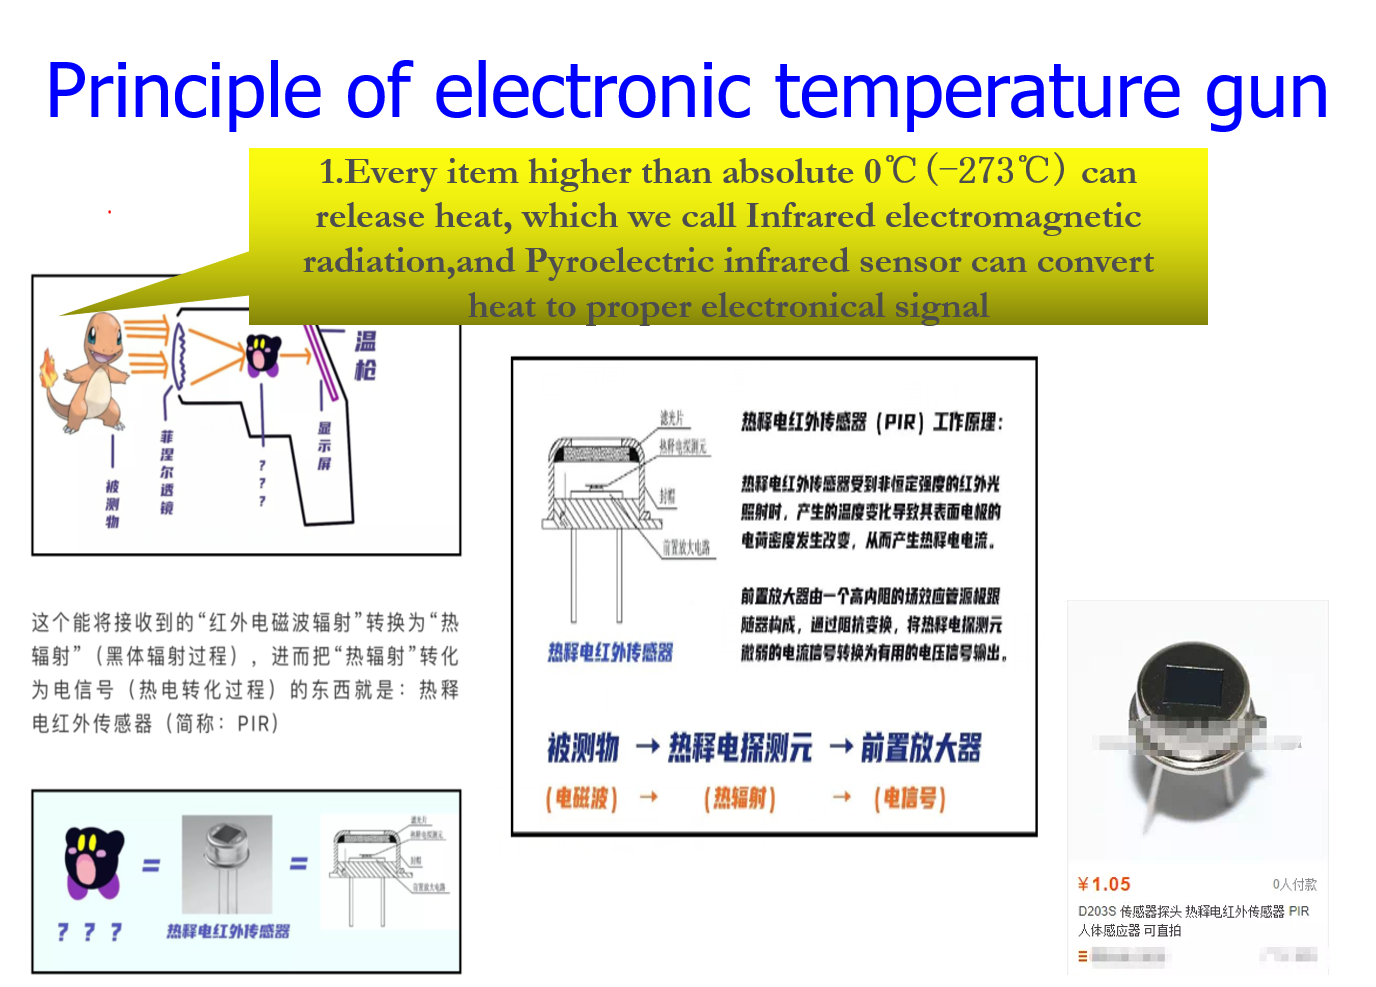 Principle of electronic temperature gun
1.Every item higher than absolute 0℃(-273℃) can
release heat, which we call Infrared electromagnetic
radiation,and Pyroelectric infrared sensor can convert
heat to proper electronical signal
温枪
显示屏
? ? ?
菲涅尔透镜
被测物
这个能将接收到的“红外电磁波辐射”转换为“热
辐射”（黑体辐射过程），进而把“热辐射”转化
为电信号（热电转化过程）的东西就是：热释
电红外传感器（简称：PIR）
? ? ?
=
热释电红外传感器
=
滤光片
热释电探测元
封帽
前置放大电路
滤光片
热释电探测元
封帽
前置放大电路
热释电红外传感器
热释电红外传感器（PIR）工作原理：
热释电红外传感器受到非恒定强度的红外光
照射时，产生的温度变化导致其表面电极的
电荷密度发生改变，从而产生热释电电流。
前置放大器由一个高内阻的场效应管源极跟
随器构成，通过阻抗变换，将热释电探测元
微弱的电流信号转换为有用的电压信号输出。
被测物 → 热释电探测元 → 前置放大器
(电磁波) → (热辐射) → (电信号)
¥1.05 0人付款
D203S 传感器探头 热释电红外传感器 PIR
人体感应器 可直拍